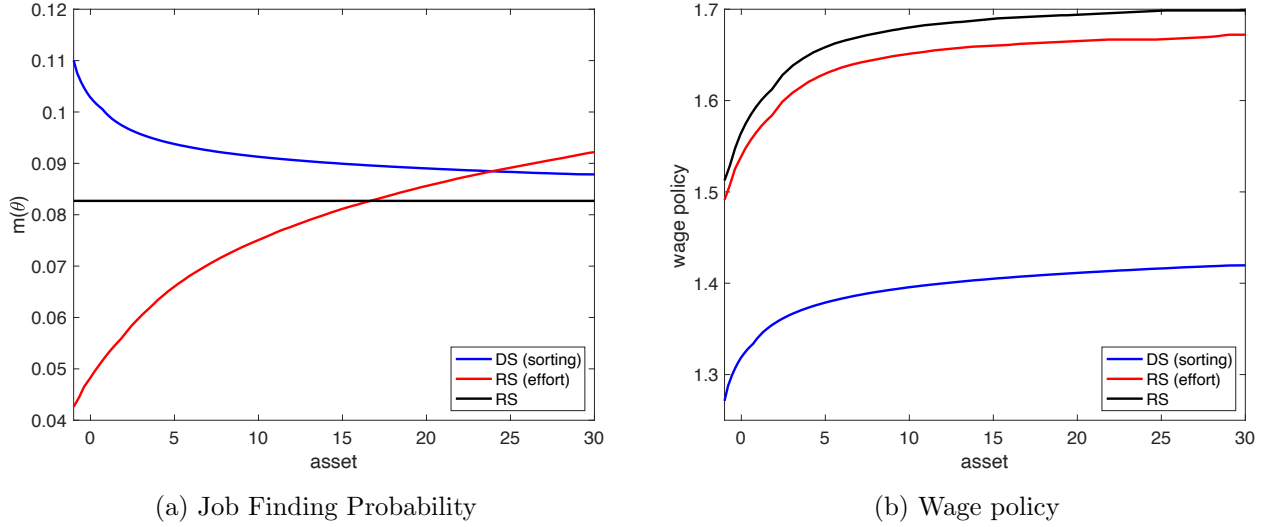 0.12
0.11
0.1
0.09
0.08
0.07
0.06
0.05
0.04
m(θ)
0
5
10
15
20
25
30
asset
DS (sorting)
RS (effort)
RS
(a) Job Finding Probability
1.7
1.6
1.5
1.4
1.3
wage policy
0
5
10
15
20
25
30
asset
DS (sorting)
RS (effort)
RS
(b) Wage policy